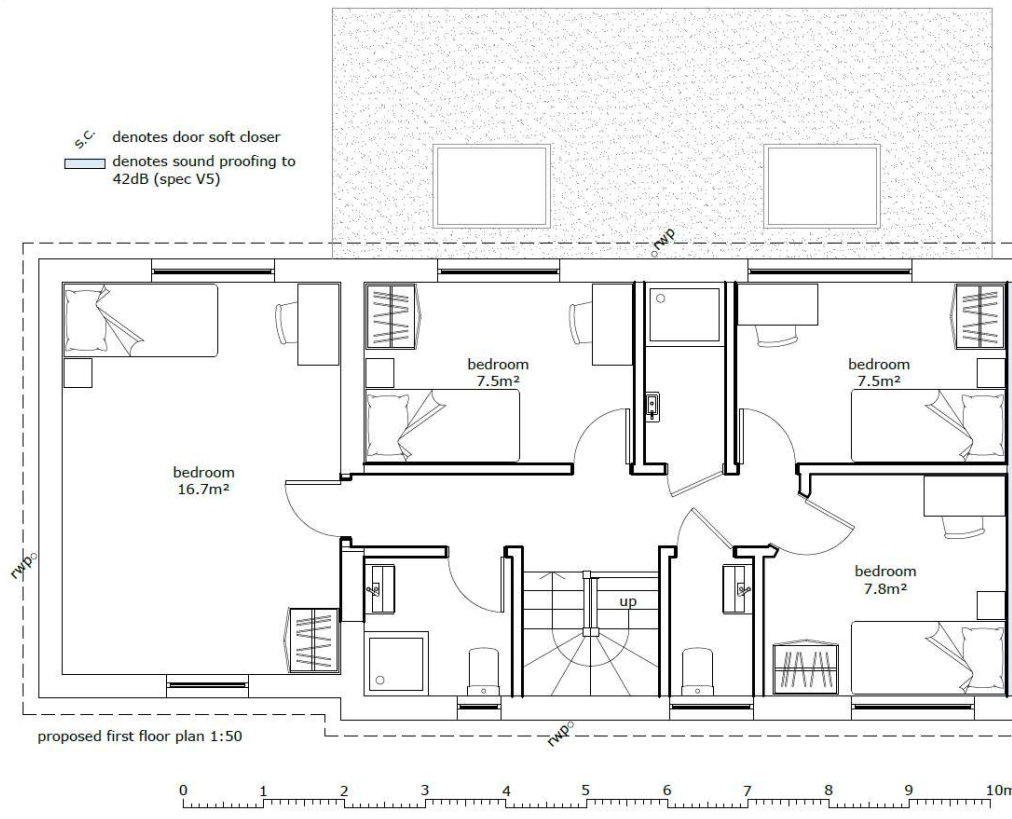 s.c. denotes door soft closer
denotes sound proofing to
42dB (spec V5)
rwp
bedroom
7.5m²
bedroom
7.5m²
bedroom
16.7m²
rwp
bedroom
7.8m²
up
rwp
proposed first floor plan 1:50
0 1 2 3 4 5 6 7 8 9 10m